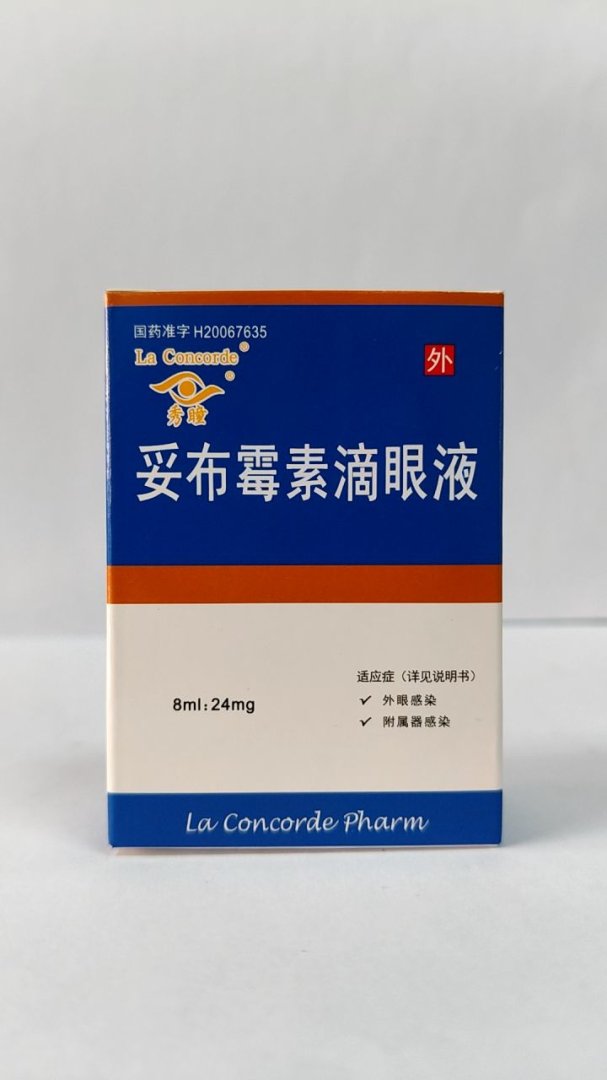 国药准字 H20067635
La Concorde®
®
秀瞳
外
妥布霉素滴眼液
适应症（详见说明书）
8ml:24mg
✓ 外眼感染
✓ 附属器感染
La Concorde Pharm